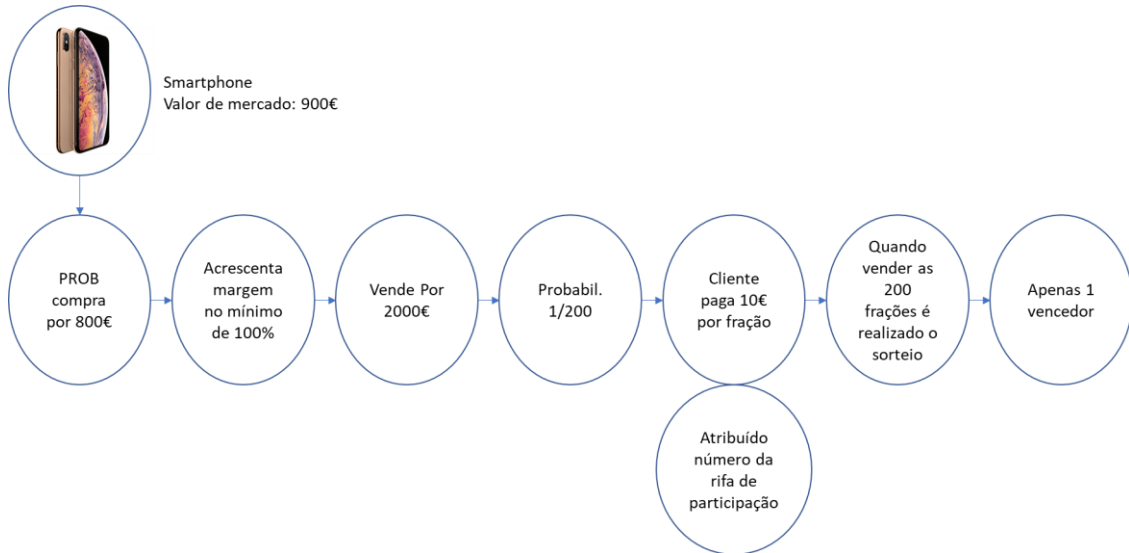 Smartphone
Valor de mercado: 900€
PROB
compra
por 800€
Acrescenta
margem
no mínimo
de 100%
Vende Por
2000€
Probabil.
1/200
Cliente
paga 10€
por fração
Quando
vender as
200
frações é
realizado o
sorteio
Apenas 1
vencedor
Atribuído
número da
rifa de
participação